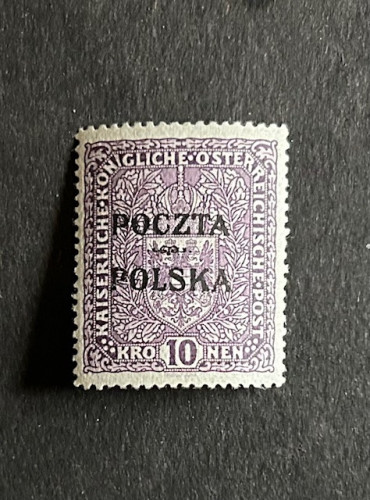 KAISERLICHE·KÖNIGLICHE·ÖSTERREICHISCHE·POST
POCZTA
POLSKA
KRO 10 NEN